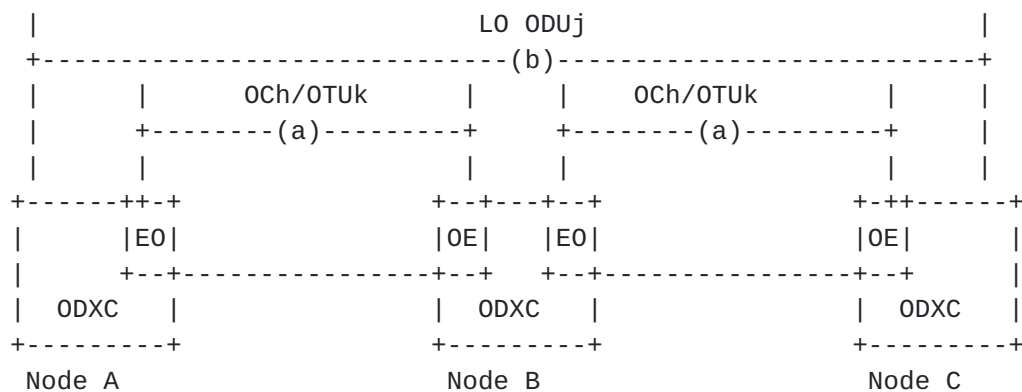 |                            LO ODUj                             |
+-------------------------------(b)----------------------------+
|       |       OCh/OTUk        |      |     OCh/OTUk          |      |
|       +--------(a)---------+      +--------(a)---------+      |
|       |                       |      |                       |      |
+------++-+                 +--+---+--+                 +-++------+
|       |EO|                 |OE|    |EO|                 |OE|       |
|       +--+-----------------+--+    +--+-----------------+--+       |
|   ODXC    |                 |   ODXC    |                 |   ODXC    |
+---------+                 +---------+                 +---------+
Node A                      Node B                      Node C